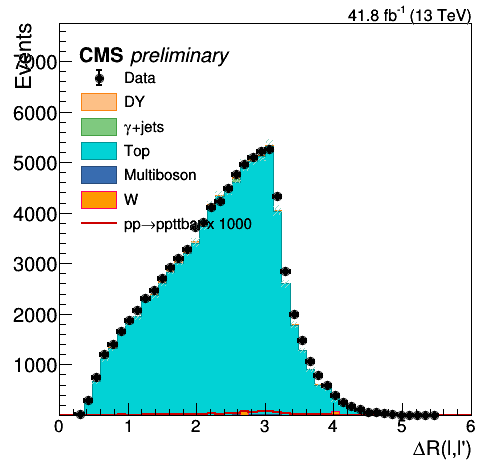 41.8 fb⁻¹ (13 TeV)
Events
CMS preliminary
Data
DY
γ+jets
Top
Multiboson
W
pp→ppttbar x 1000
7000
6000
5000
4000
3000
2000
1000
0 1 2 3 4 5 6
ΔR(l,l')